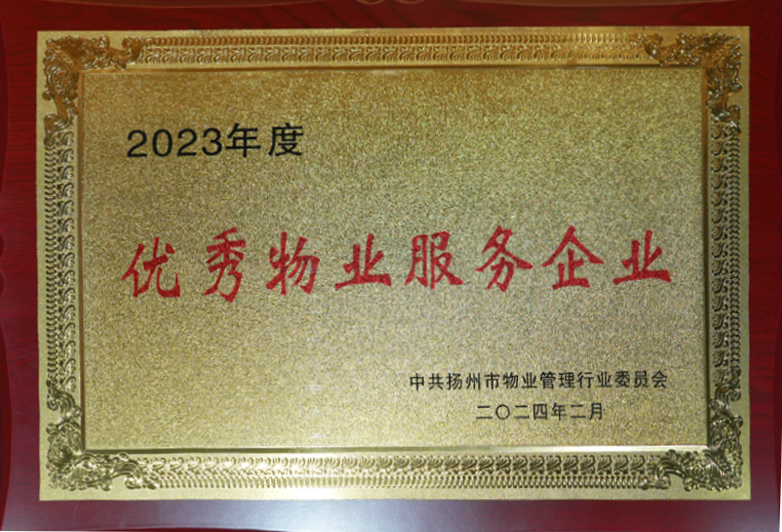 2023年度
优秀物业服务企业
中共扬州市物业管理行业委员会
二〇二四年二月